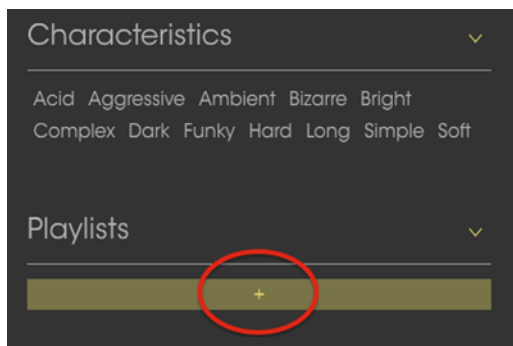 Characteristics
Acid Aggressive Ambient Bizarre Bright
Complex Dark Funky Hard Long Simple Soft
Playlists
+